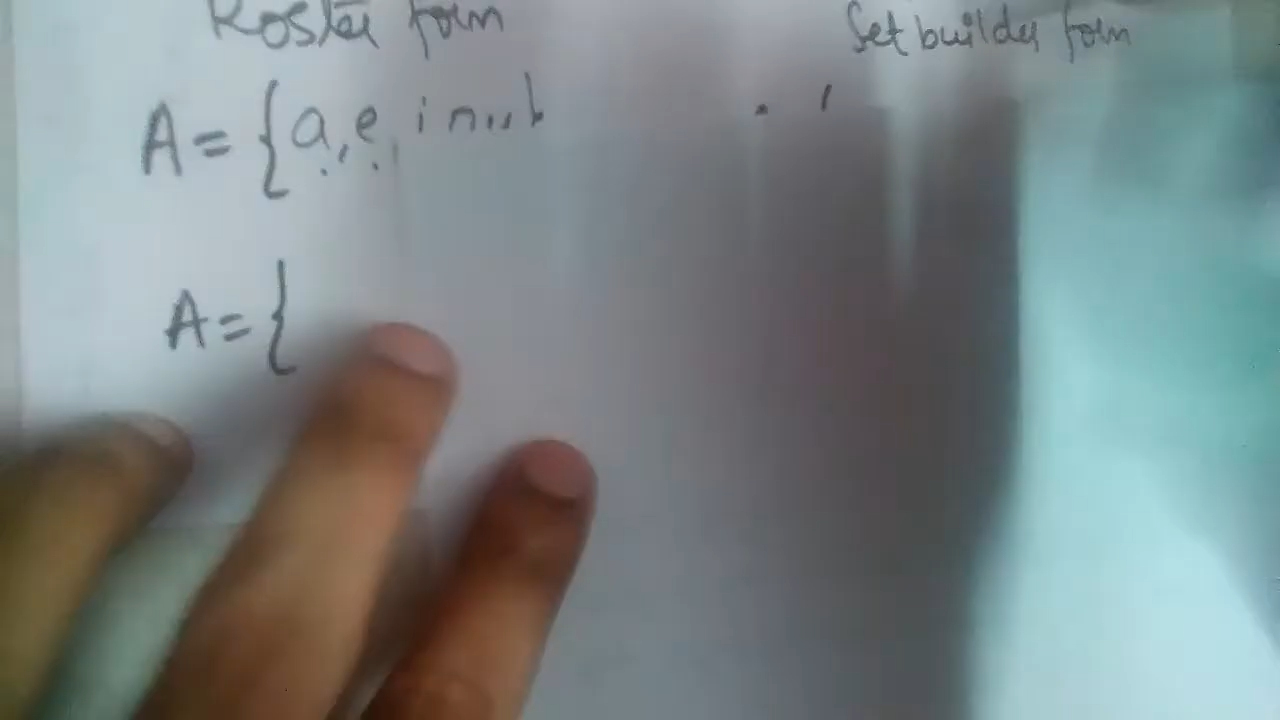 Roster form
Set builder form
A = { a, e, i
A = {